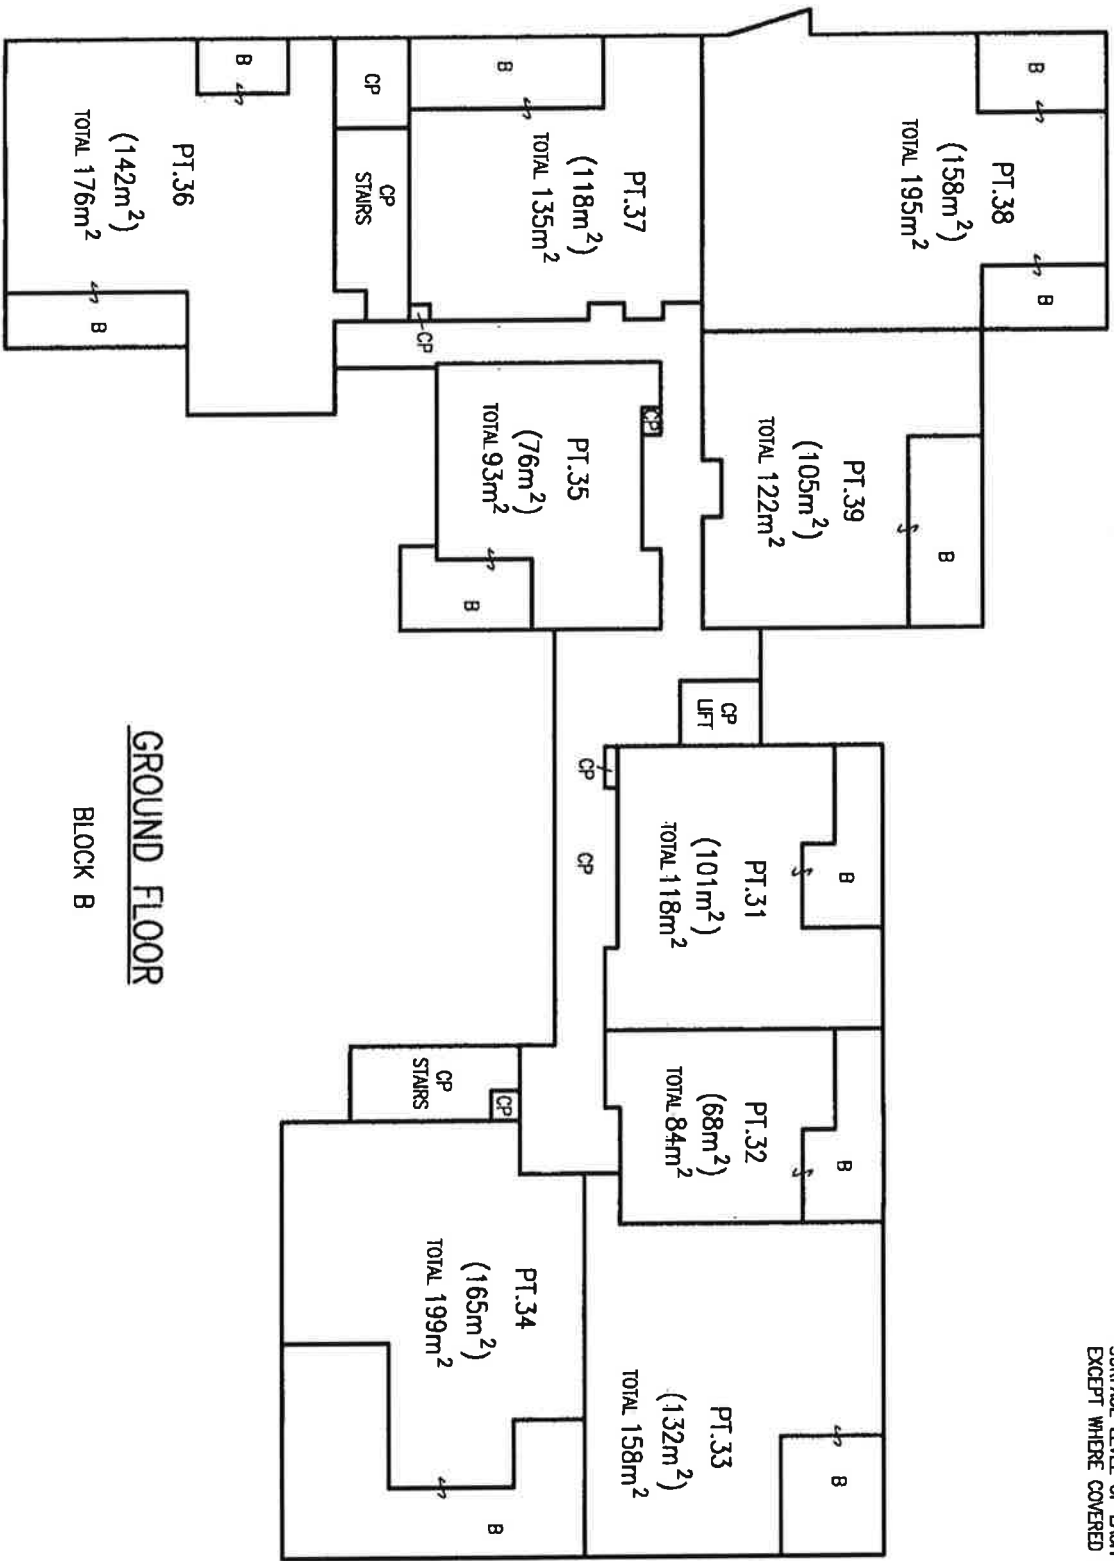 EXCEPT WHERE COVERED
B
B
PT.38
(158m²)
TOTAL 195m²
B
PT.39
(105m²)
TOTAL 122m²
B
PT.31
(101m²)
TOTAL 118m²
B
PT.32
(68m²)
TOTAL 84m²
B
PT.33
(132m²)
TOTAL 158m²
CP
LIFT
CP
CP
B
PT.37
(118m²)
TOTAL 135m²
CP
PT.35
(76m²)
TOTAL 93m²
B
CP
B
PT.34
(165m²)
TOTAL 199m²
CP
CP
STAIRS
CP
CP
STAIRS
B
PT.36
(142m²)
TOTAL 176m²
B
GROUND FLOOR
BLOCK B